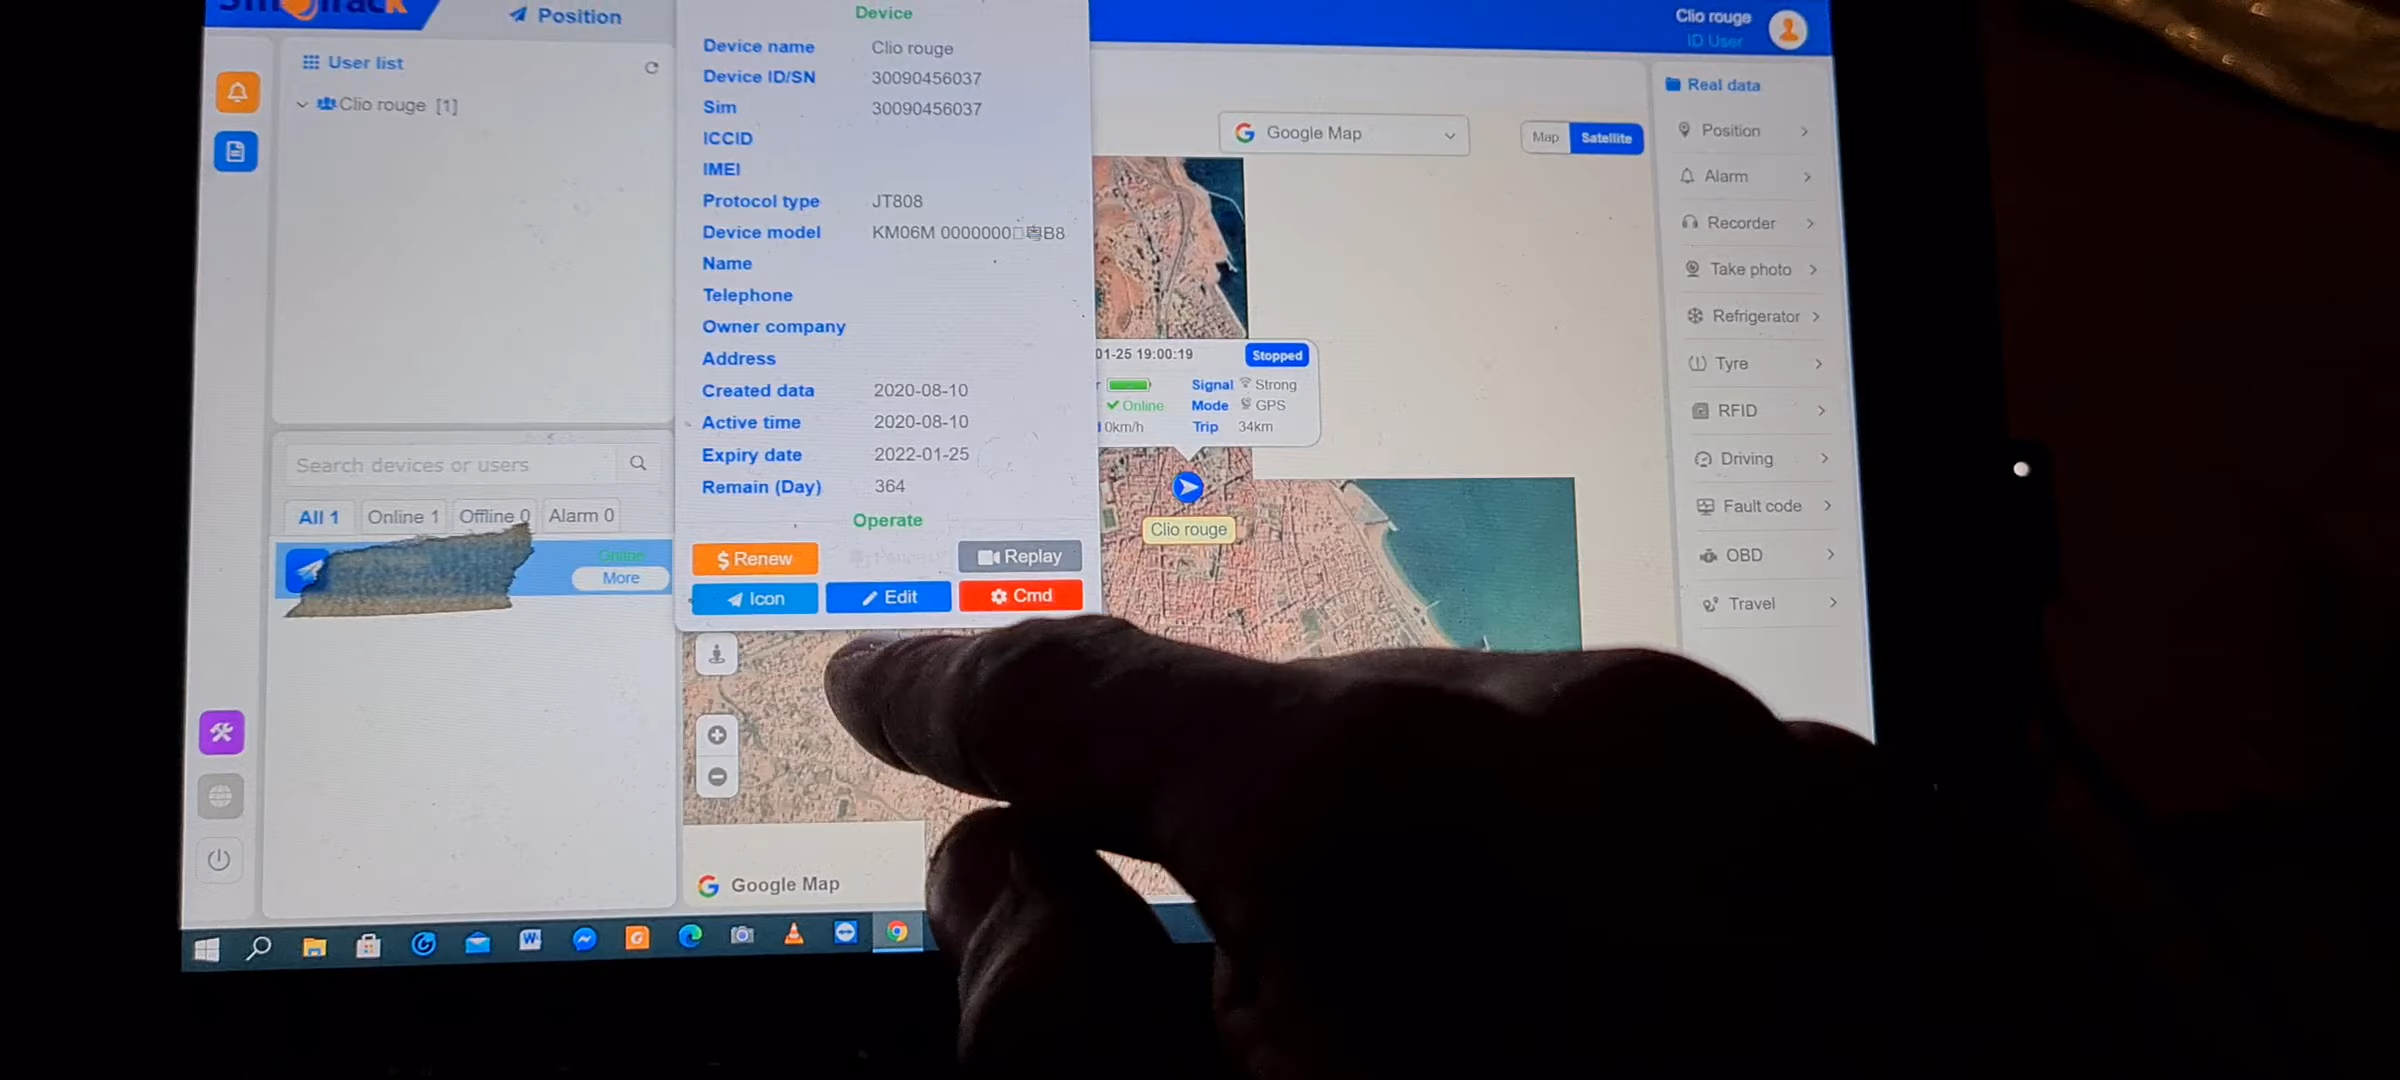 Position
Clio rouge
ID User
User list
Clio rouge [1]
Search devices or users
All 1
Online 1
Offline 0
Alarm 0
Online
More
Device
Device name Clio rouge
Device ID/SN 30090456037
Sim 30090456037
ICCID
IMEI
Protocol type JT808
Device model KM06M 0000000□粤B8
Name
Telephone
Owner company
Address
Created data 2020-08-10
Active time 2020-08-10
Expiry date 2022-01-25
Remain (Day) 364
Operate
$ Renew
Replay
Icon
Edit
Cmd
Google Map
Map
Satellite
01-25 19:00:19
Stopped
Signal Strong
Online
Mode GPS
0km/h
Trip 34km
Clio rouge
Google Map
Real data
Position
Alarm
Recorder
Take photo
Refrigerator
Tyre
RFID
Driving
Fault code
OBD
Travel